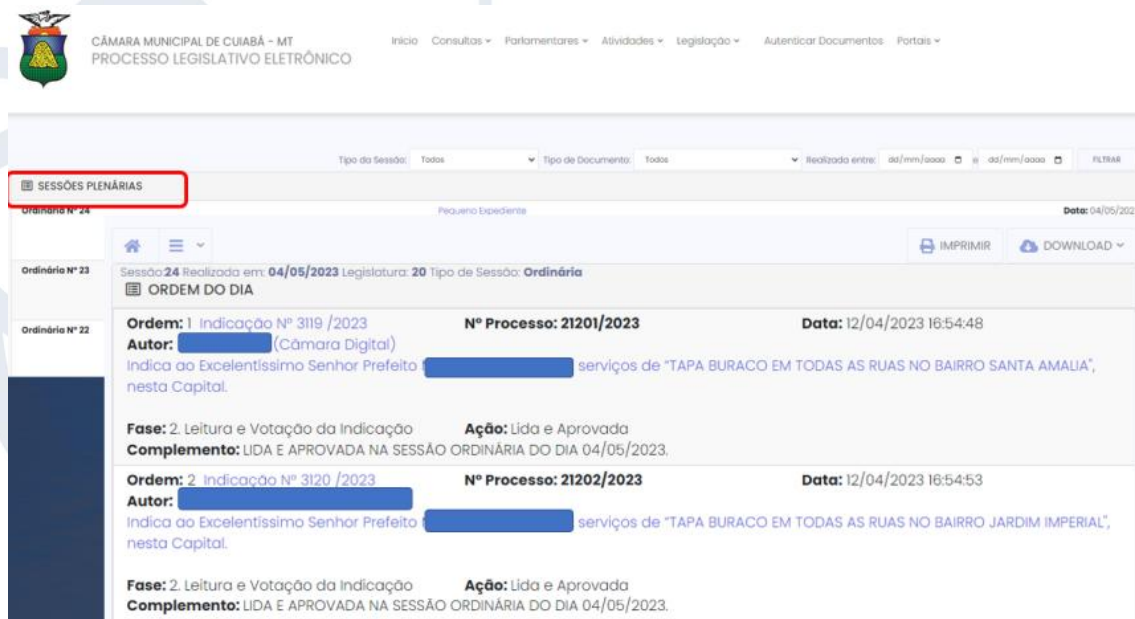 CÂMARA MUNICIPAL DE CUIABÁ - MT
PROCESSO LEGISLATIVO ELETRÔNICO
Início Consultas Parlamentares Atividades Legislação Autenticar Documentos Portais
Tipo da Sessão: Todos Tipo de Documento: Todos Realizada entre: dd/mm/aaaa e dd/mm/aaaa FILTRAR
SESSÕES PLENÁRIAS
Ordinária Nº 24 Pequeno Expediente Data: 04/05/202
IMPRIMIR DOWNLOAD
Ordinária Nº 23
Sessão:24 Realizada em: 04/05/2023 Legislatura: 20 Tipo de Sessão: Ordinária
ORDEM DO DIA
Ordinária Nº 22
Ordem: 1 Indicação Nº 3119 /2023 Nº Processo: 21201/2023 Data: 12/04/2023 16:54:48
Autor: (Câmara Digital)
Indica ao Excelentíssimo Senhor Prefeito serviços de "TAPA BURACO EM TODAS AS RUAS NO BAIRRO SANTA AMALIA",
nesta Capital.
Fase: 2. Leitura e Votação da Indicação Ação: Lida e Aprovada
Complemento: LIDA E APROVADA NA SESSÃO ORDINÁRIA DO DIA 04/05/2023.
Ordem: 2 Indicação Nº 3120 /2023 Nº Processo: 21202/2023 Data: 12/04/2023 16:54:53
Autor:
Indica ao Excelentíssimo Senhor Prefeito serviços de "TAPA BURACO EM TODAS AS RUAS NO BAIRRO JARDIM IMPERIAL",
nesta Capital.
Fase: 2. Leitura e Votação da Indicação Ação: Lida e Aprovada
Complemento: LIDA E APROVADA NA SESSÃO ORDINÁRIA DO DIA 04/05/2023.